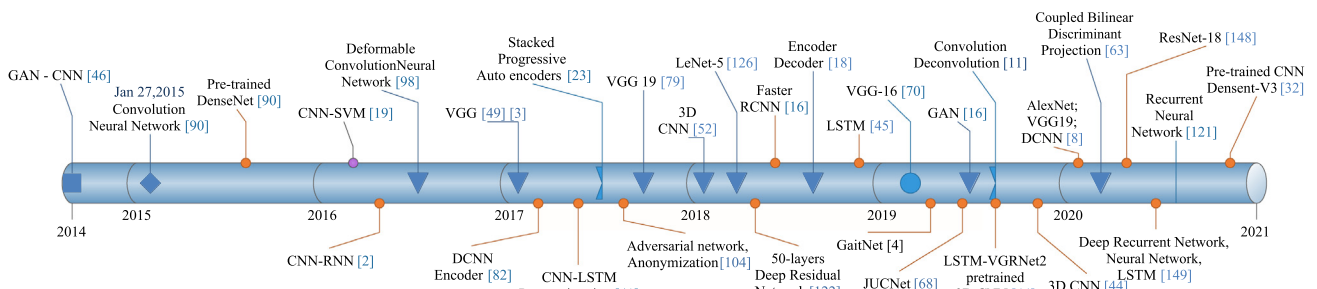 GAN - CNN [46]
Jan 27,2015
Convolution
Neural Network [90]
Pre-trained
DenseNet [90]
CNN-SVM [19]
Deformable
ConvolutionNeural
Network [98]
VGG [49] [3]
Stacked
Progressive
Auto encoders [23]
VGG 19 [79]
3D
CNN [52]
LeNet-5 [126]
Faster
RCNN [16]
Encoder
Decoder [18]
LSTM [45]
VGG-16 [70]
GAN [16]
Convolution
Deconvolution [11]
AlexNet;
VGG19;
DCNN [8]
Coupled Bilinear
Discriminant
Projection [63]
ResNet-18 [148]
Recurrent
Neural
Network [121]
Pre-trained CNN
Densent-V3 [32]
2014
2015
2016
2017
2018
2019
2020
2021
CNN-RNN [2]
DCNN
Encoder [82]
CNN-LSTM
Adversarial network,
Anonymization[104]
50-layers
Deep Residual
GaitNet [4]
JUCNet [68]
LSTM-VGRNet2
pretrained
3D CNN [44]
Deep Recurrent Network,
Neural Network,
LSTM [149]